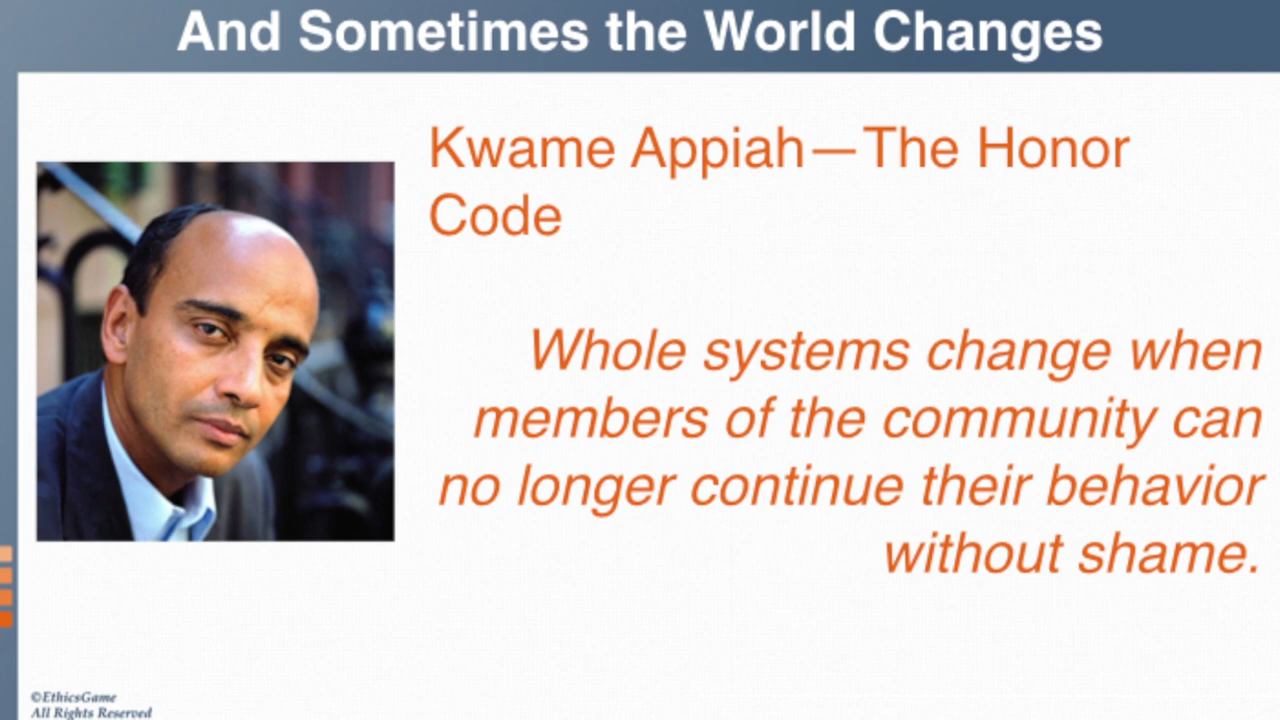 And Sometimes the World Changes
Kwame Appiah—The Honor
Code
Whole systems change when
members of the community can
no longer continue their behavior
without shame.
©EthicsGame
All Rights Reserved